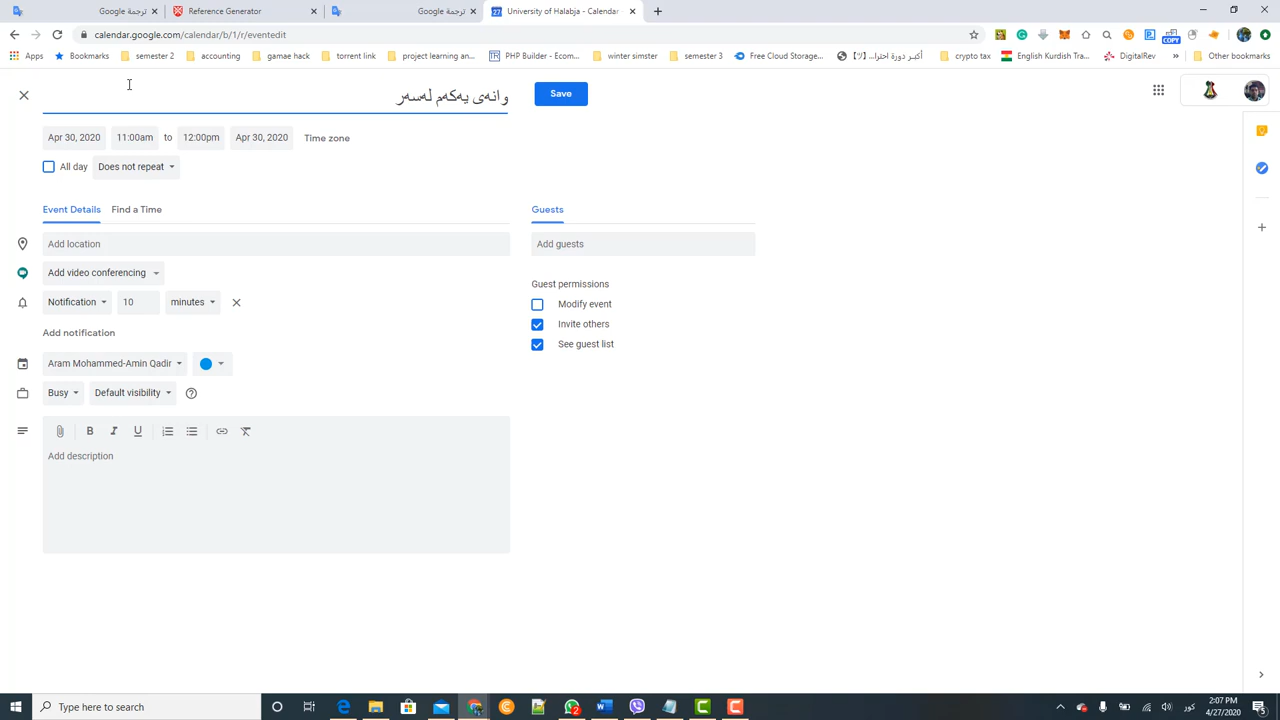 ترجمة Google
Reference Generator
ترجمة Google
University of Halabja - Calendar
calendar.google.com/calendar/b/1/r/eventedit
COPY
Apps
Bookmarks
semester 2
accounting
gamae hack
torrent link
project learning an...
PHP Builder - Ecom...
winter simster
semester 3
Free Cloud Storage...
crypto tax
English Kurdish Tra...
DigitalRev
Other bookmarks
وانەی یەکەم لەسەر
Save
Apr 30, 2020
11:00am
to
12:00pm
Apr 30, 2020
Time zone
All day
Does not repeat
Event Details
Find a Time
Guests
Add location
Add guests
Add video conferencing
Guest permissions
Notification
10
minutes
Modify event
Invite others
Add notification
See guest list
Aram Mohammed-Amin Qadir
Busy
Default visibility
B
I
U
Add description
Type here to search
2
کور
2:07 PM
4/27/2020
5